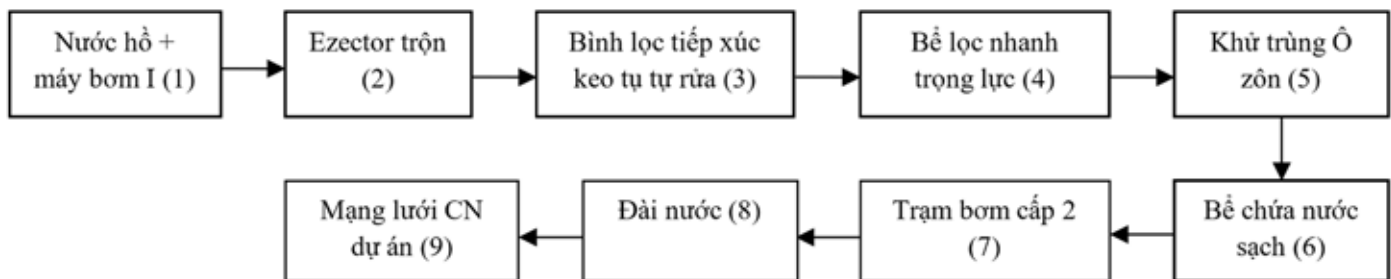 Nước hồ +
máy bơm I (1)
Ezector trộn
(2)
Bình lọc tiếp xúc
keo tụ tự rửa (3)
Bể lọc nhanh
trọng lực (4)
Khử trùng Ô
zôn (5)
Bể chứa nước
sạch (6)
Trạm bơm cấp 2
(7)
Đài nước (8)
Mạng lưới CN
dự án (9)